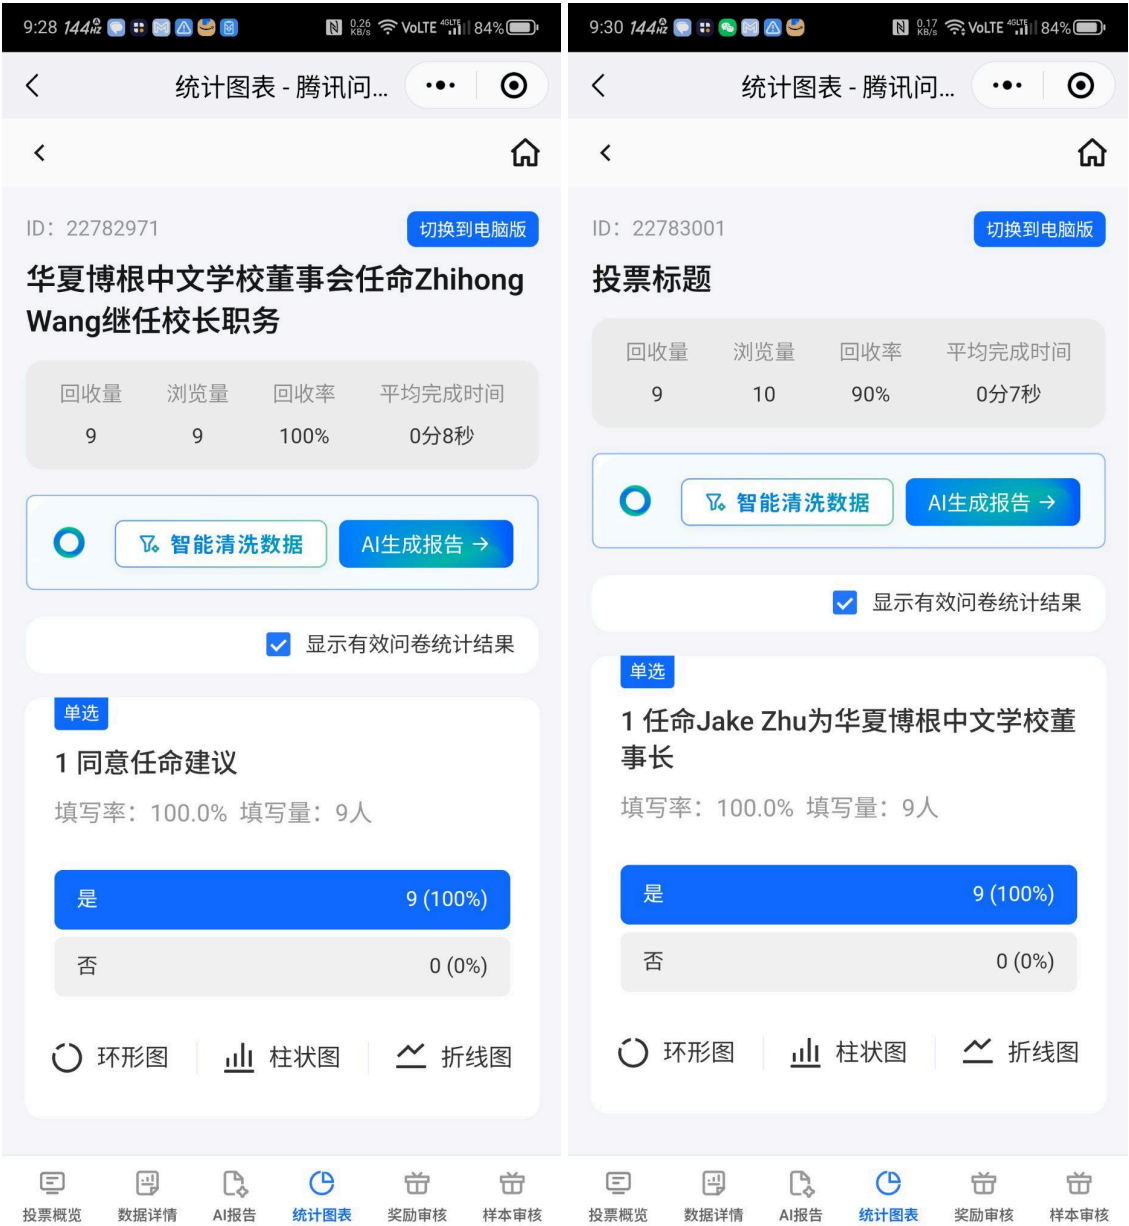 9:28 144Hz
0.26 KB/s VoLTE 4GLTE 84%
统计图表 - 腾讯问...
ID：22782971
切换到电脑版
华夏博根中文学校董事会任命Zhihong
Wang继任校长职务
回收量 浏览量 回收率 平均完成时间
9 9 100% 0分8秒
智能清洗数据 AI生成报告
显示有效问卷统计结果
单选
1 同意任命建议
填写率：100.0% 填写量：9人
是 9 (100%)
否 0 (0%)
环形图 柱状图 折线图
投票概览 数据详情 AI报告 统计图表 奖励审核 样本审核
9:30 144Hz
0.17 KB/s VoLTE 4GLTE 84%
统计图表 - 腾讯问...
ID：22783001
切换到电脑版
投票标题
回收量 浏览量 回收率 平均完成时间
9 10 90% 0分7秒
智能清洗数据 AI生成报告
显示有效问卷统计结果
单选
1 任命Jake Zhu为华夏博根中文学校董
事长
填写率：100.0% 填写量：9人
是 9 (100%)
否 0 (0%)
环形图 柱状图 折线图
投票概览 数据详情 AI报告 统计图表 奖励审核 样本审核